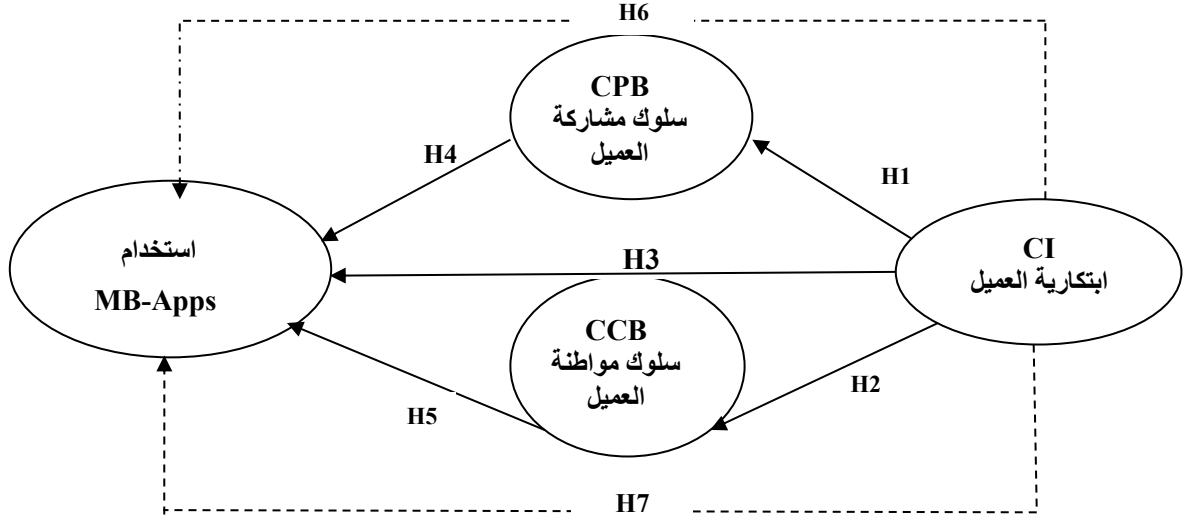 H6
CPB
سلوك مشاركة
العميل
H4
H1
استخدام
MB-Apps
H3
CI
ابتكارية العميل
CCB
سلوك مواطنة
العميل
H2
H5
H7